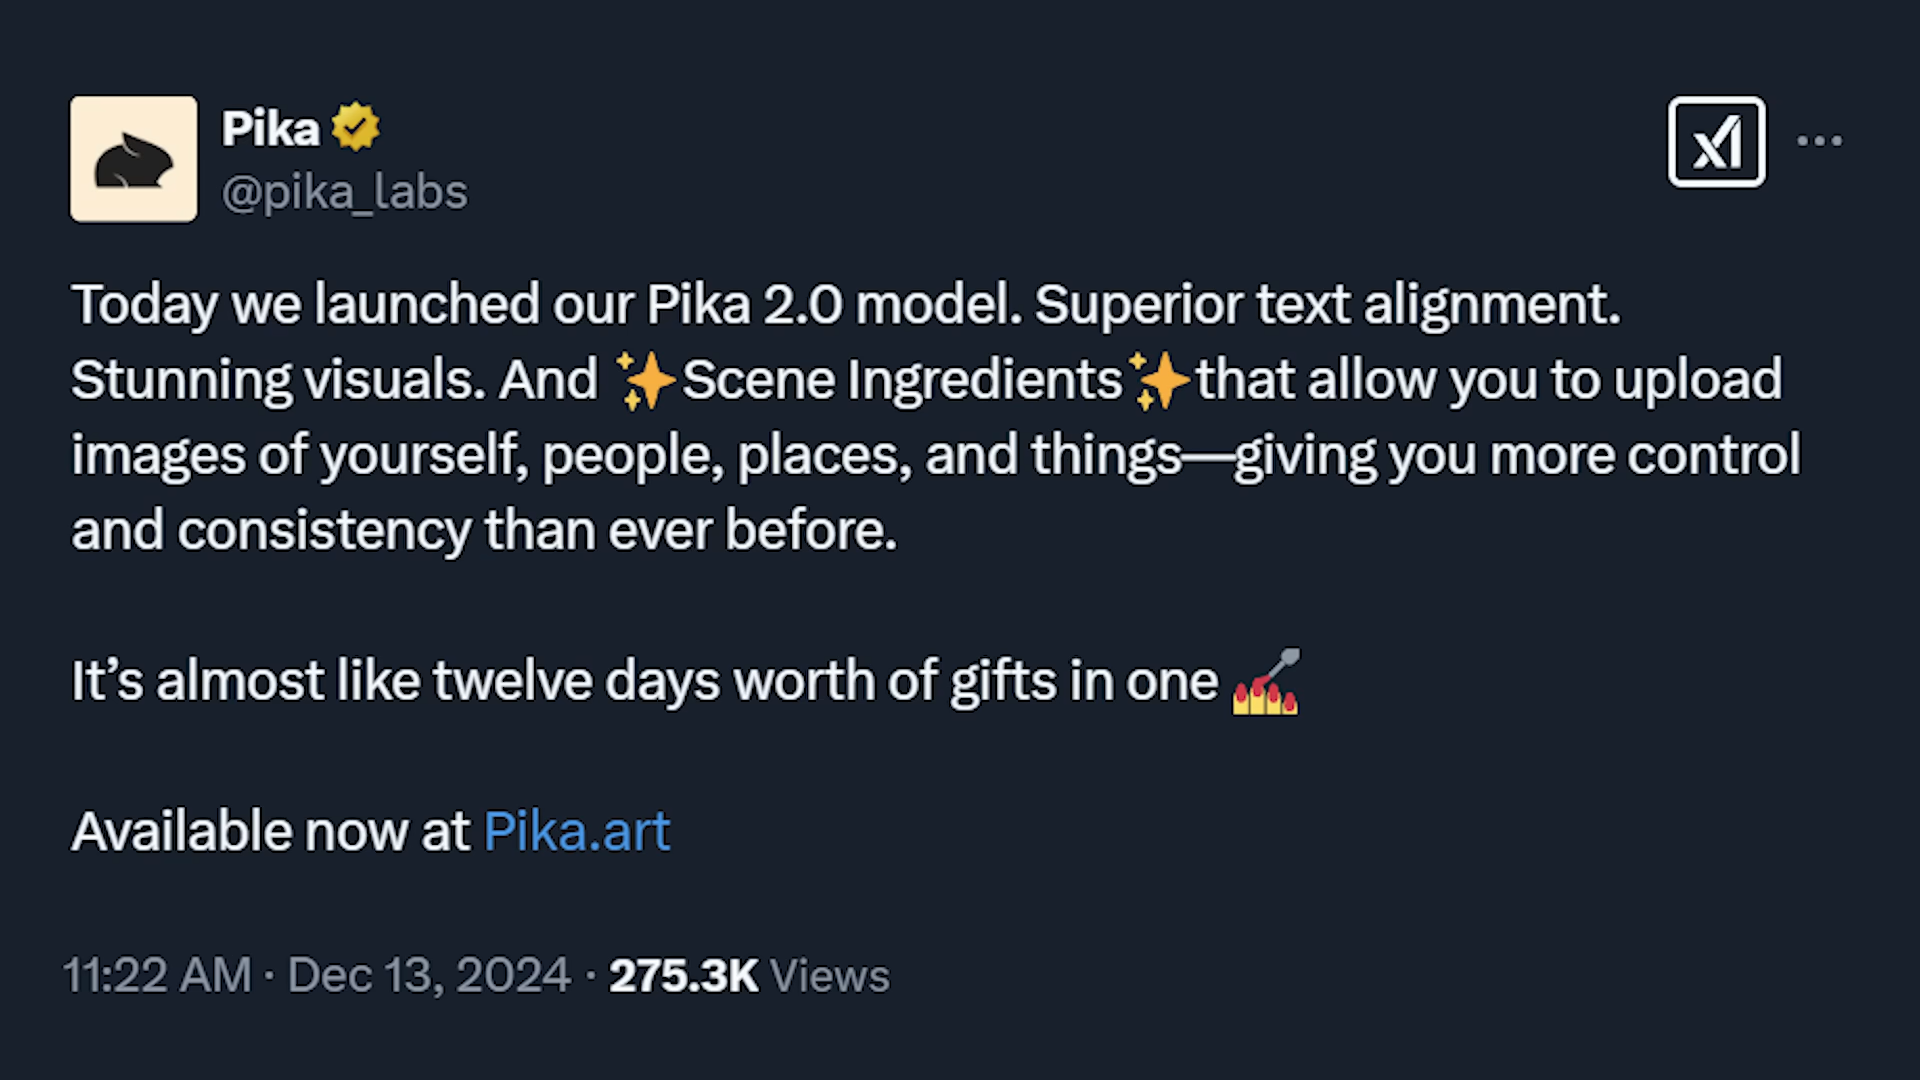 Pika
@pika_labs
Today we launched our Pika 2.0 model. Superior text alignment.
Stunning visuals. And ✨Scene Ingredients✨that allow you to upload
images of yourself, people, places, and things—giving you more control
and consistency than ever before.
It’s almost like twelve days worth of gifts in one
Available now at Pika.art
11:22 AM · Dec 13, 2024 · 275.3K Views